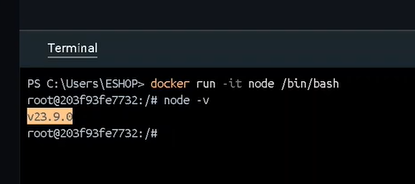 Terminal
PS C:\Users\ESHOP> docker run -it node /bin/bash
root@203f93fe7732:/# node -v
v23.9.0
root@203f93fe7732:/#